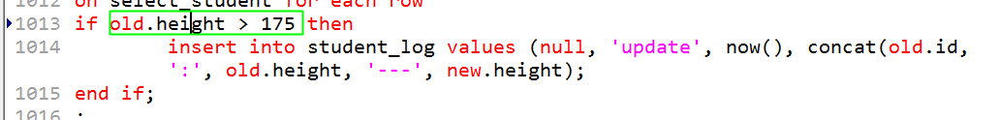 1012 on select_student for each row
1013 if old.height > 175 then
1014 insert into student_log values (null, 'update', now(), concat(old.id,
':', old.height, '---', new.height);
1015 end if;
1016 ;